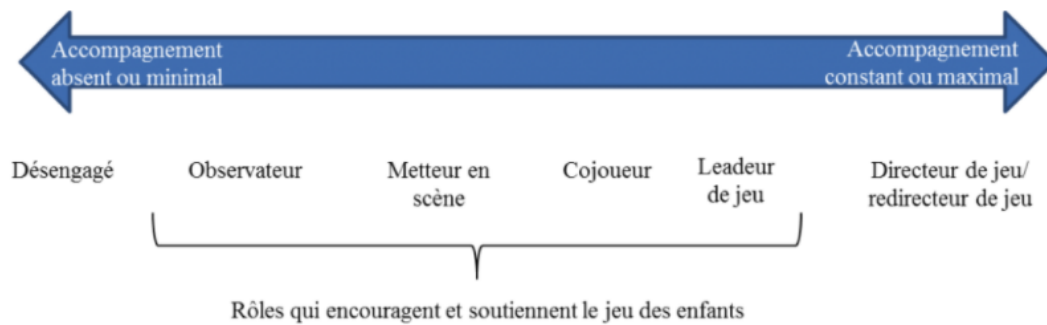 Accompagnement
absent ou minimal
Accompagnement
constant ou maximal
Désengagé
Observateur
Metteur en
scène
Cojoueur
Leadeur
de jeu
Directeur de jeu/
redirecteur de jeu
Rôles qui encouragent et soutiennent le jeu des enfants